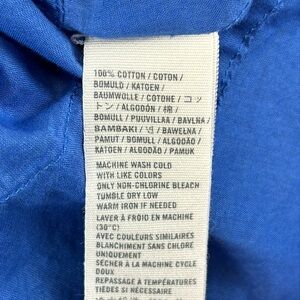 100% COTTON / COTON /
BOMULD / KATOEN /
BAUMWOLLE / COTONE / コッ
トン / ALGODÓN / 棉 /
BOMULL / PUUVILLAA / BAVLNA /
BAMBAKI / 면 / BAWEŁNA /
PAMUT / BOMULL / ALGODÃO /
KATOEN / ALGODÃO / PAMUK
MACHINE WASH COLD
WITH LIKE COLORS
ONLY NON-CHLORINE BLEACH
TUMBLE DRY LOW
WARM IRON IF NEEDED
LAVER À FROID EN MACHINE
(30°C)
AVEC COULEURS SIMILAIRES
BLANCHIMENT SANS CHLORE
UNIQUEMENT
SÉCHER À LA MACHINE CYCLE
DOUX
REPASSAGE À TEMPÉRATURES
TIÈDES SI NÉCESSAIRE